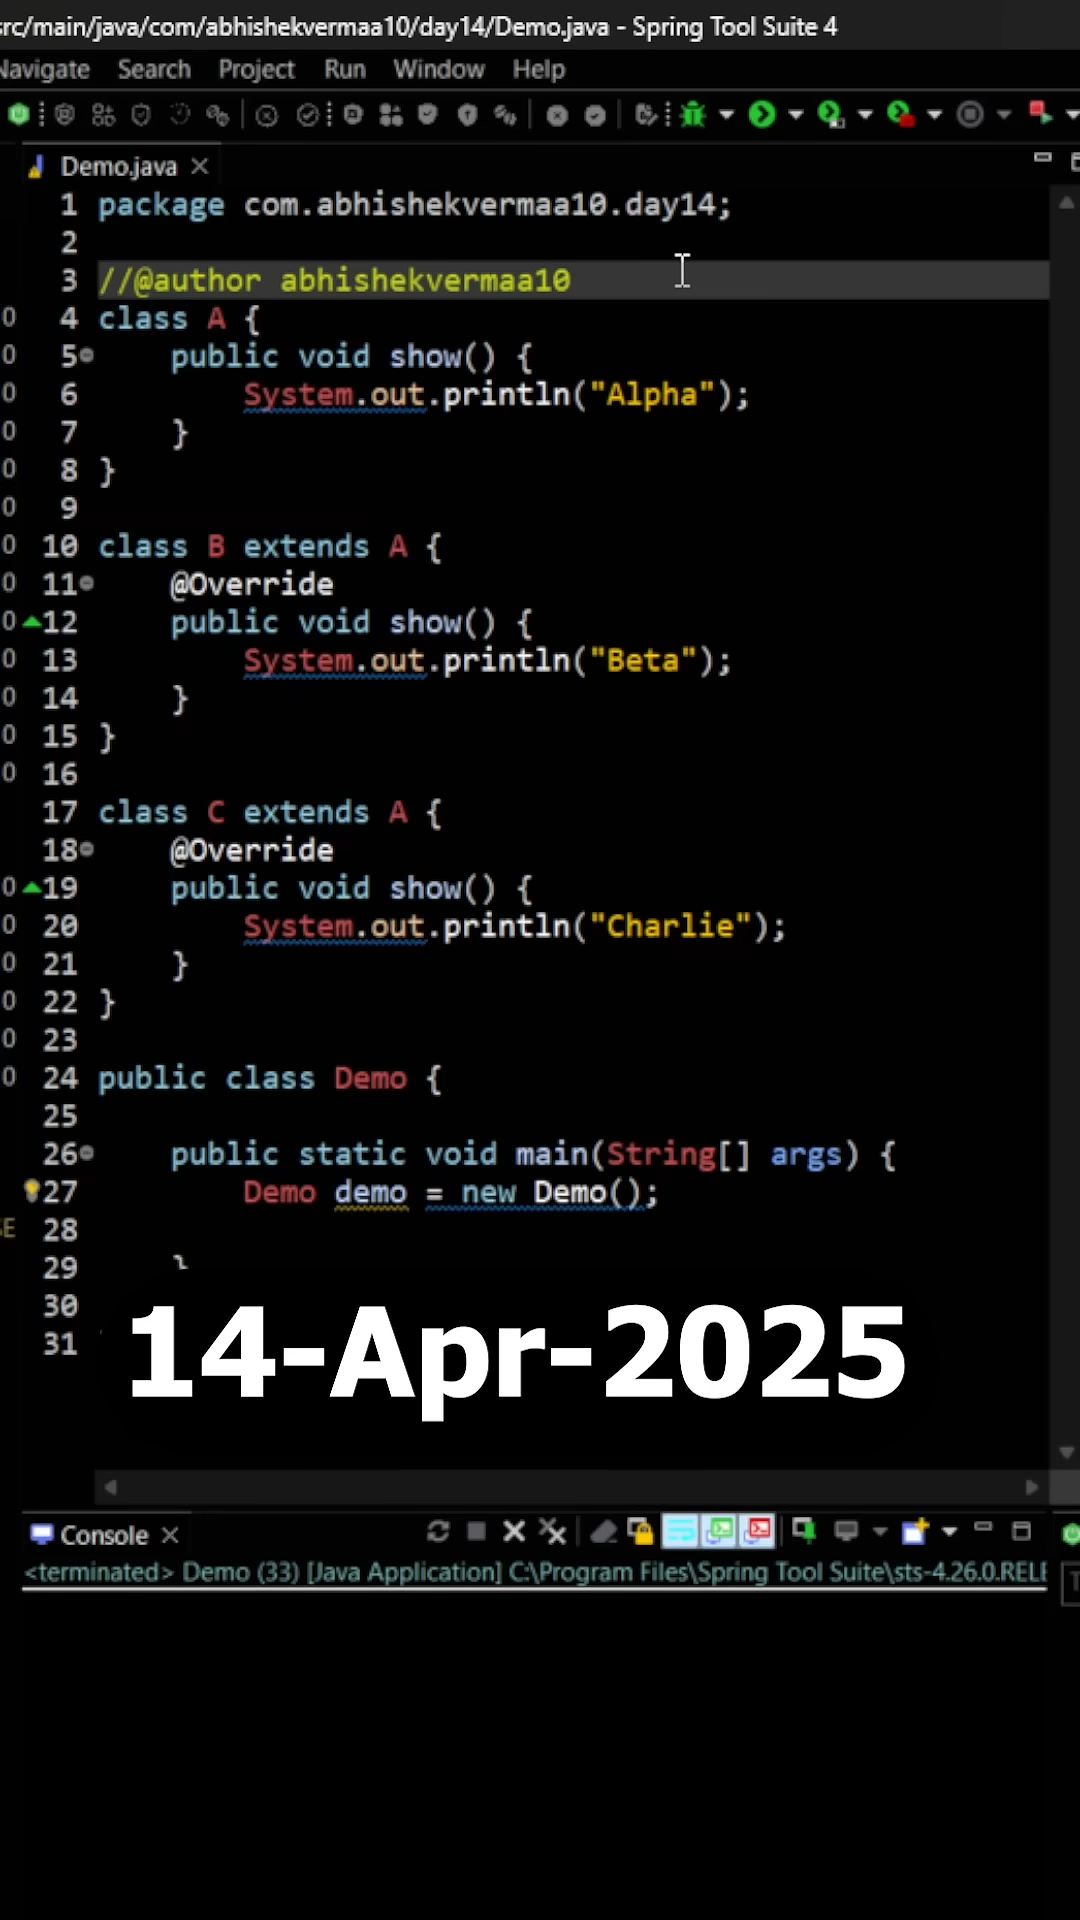 src/main/java/com/abhishekvermaa10/day14/Demo.java - Spring Tool Suite 4
Navigate Search Project Run Window Help
Demo.java
1 package com.abhishekvermaa10.day14;
2
3 //@author abhishekvermaa10
4 class A {
5 public void show() {
6 System.out.println("Alpha");
7 }
8 }
9
10 class B extends A {
11 @Override
12 public void show() {
13 System.out.println("Beta");
14 }
15 }
16
17 class C extends A {
18 @Override
19 public void show() {
20 System.out.println("Charlie");
21 }
22 }
23
24 public class Demo {
25
26 public static void main(String[] args) {
27 Demo demo = new Demo();
28
29 }
30
31
14-Apr-2025
Console
<terminated> Demo (33) [Java Application] C:\Program Files\Spring Tool Suite\sts-4.26.0.RELE